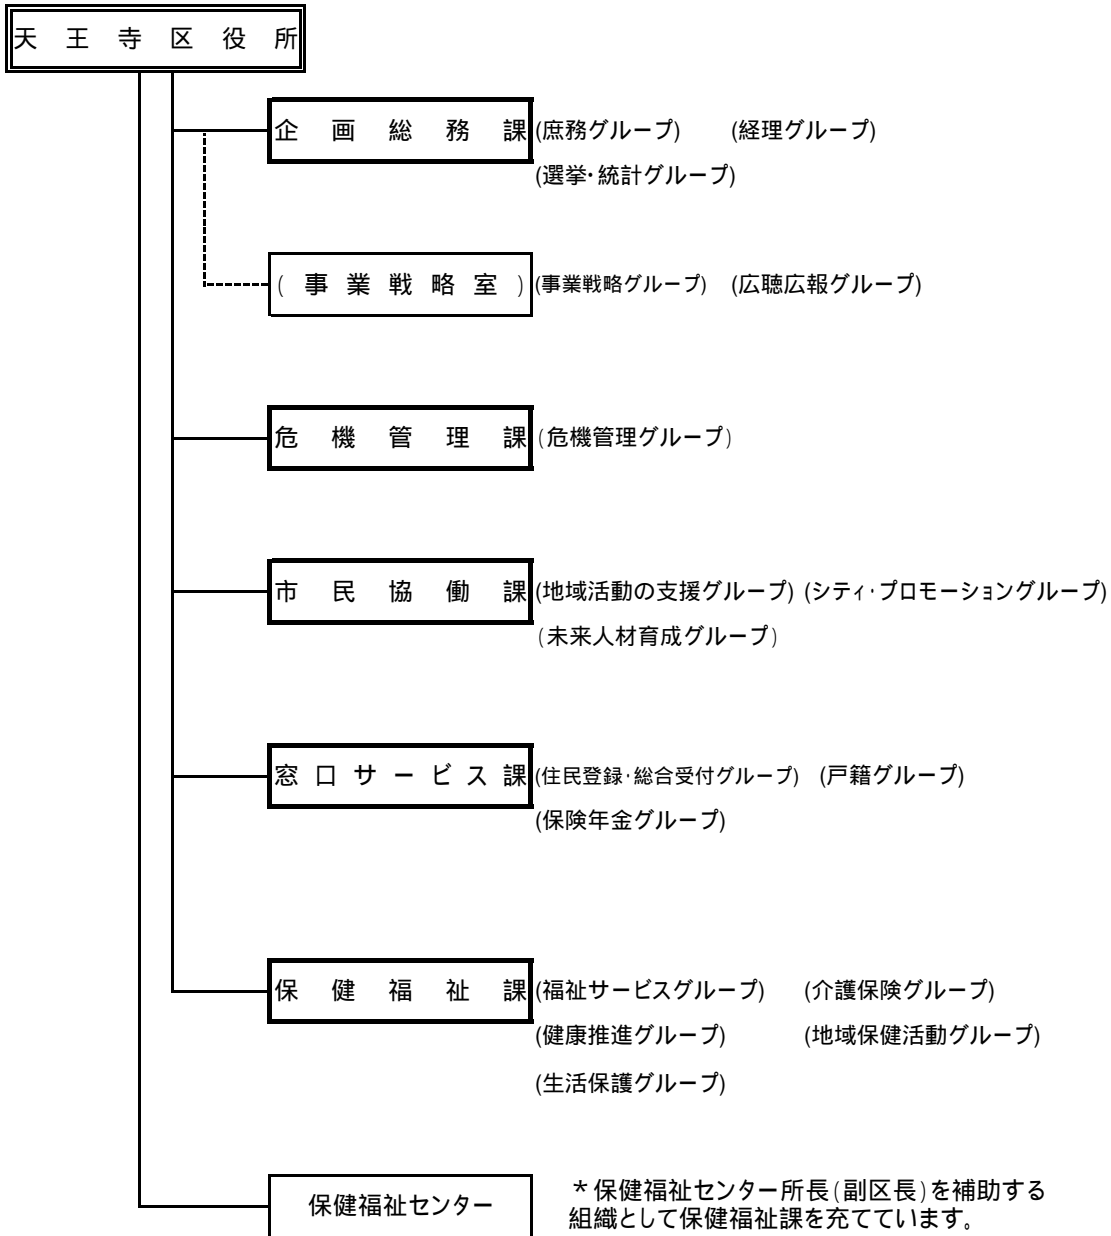 天王寺区役所
企画総務課 (庶務グループ) (経理グループ)
(選挙・統計グループ)
(事業戦略室) (事業戦略グループ) (広聴広報グループ)
危機管理課 (危機管理グループ)
市民協働課 (地域活動の支援グループ) (シティ・プロモーショングループ)
(未来人材育成グループ)
窓口サービス課 (住民登録・総合受付グループ) (戸籍グループ)
(保険年金グループ)
保健福祉課 (福祉サービスグループ) (介護保険グループ)
(健康推進グループ) (地域保健活動グループ)
(生活保護グループ)
保健福祉センター
*保健福祉センター所長(副区長)を補助する
組織として保健福祉課を充てています。